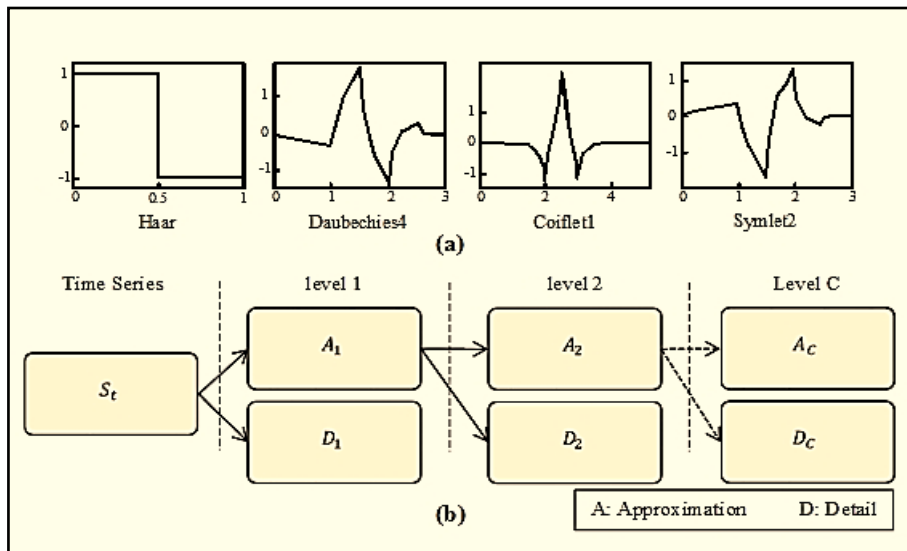 1
0
-1
0 0.5 1
Haar
1
0
-1
0 1 2 3
Daubechies4
1
0
-1
0 2 4
Coiflet1
1
0
-1
0 1 2 3
Symlet2
(a)
Time Series level 1 level 2 Level C
S_t
A_1 A_2 A_C
D_1 D_2 D_C
(b)
A: Approximation D: Detail